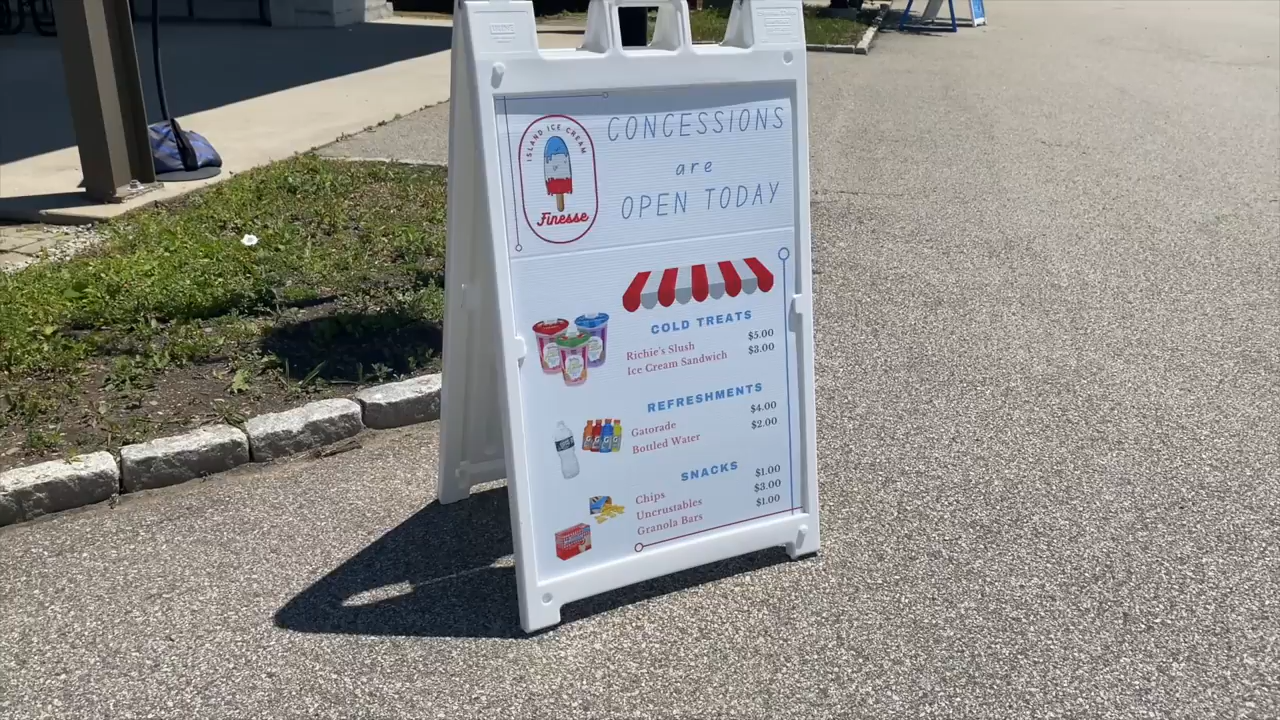 ISLAND ICE CREAM
Finesse
CONCESSIONS
are
OPEN TODAY
COLD TREATS
Richie's Slush $5.00
Ice Cream Sandwich $3.00
REFRESHMENTS
Gatorade $4.00
Bottled Water $2.00
SNACKS
Chips $1.00
Uncrustables $3.00
Granola Bars $1.00